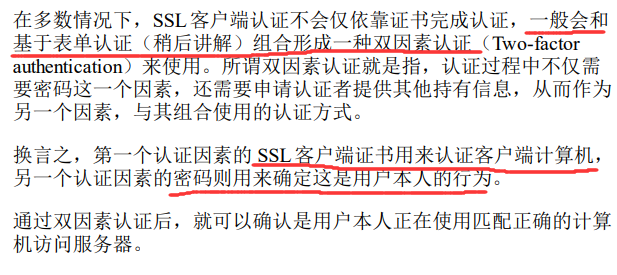 在多数情况下，SSL 客户端认证不会仅依靠证书完成认证，一般会和
基于表单认证（稍后讲解）组合形成一种双因素认证（Two-factor
authentication）来使用。所谓双因素认证就是指，认证过程中不仅需
要密码这一个因素，还需要申请认证者提供其他持有信息，从而作为
另一个因素，与其组合使用的认证方式。
换言之，第一个认证因素的 SSL 客户端证书用来认证客户端计算机，
另一个认证因素的密码则用来确定这是用户本人的行为。
通过双因素认证后，就可以确认是用户本人正在使用匹配正确的计算
机访问服务器。